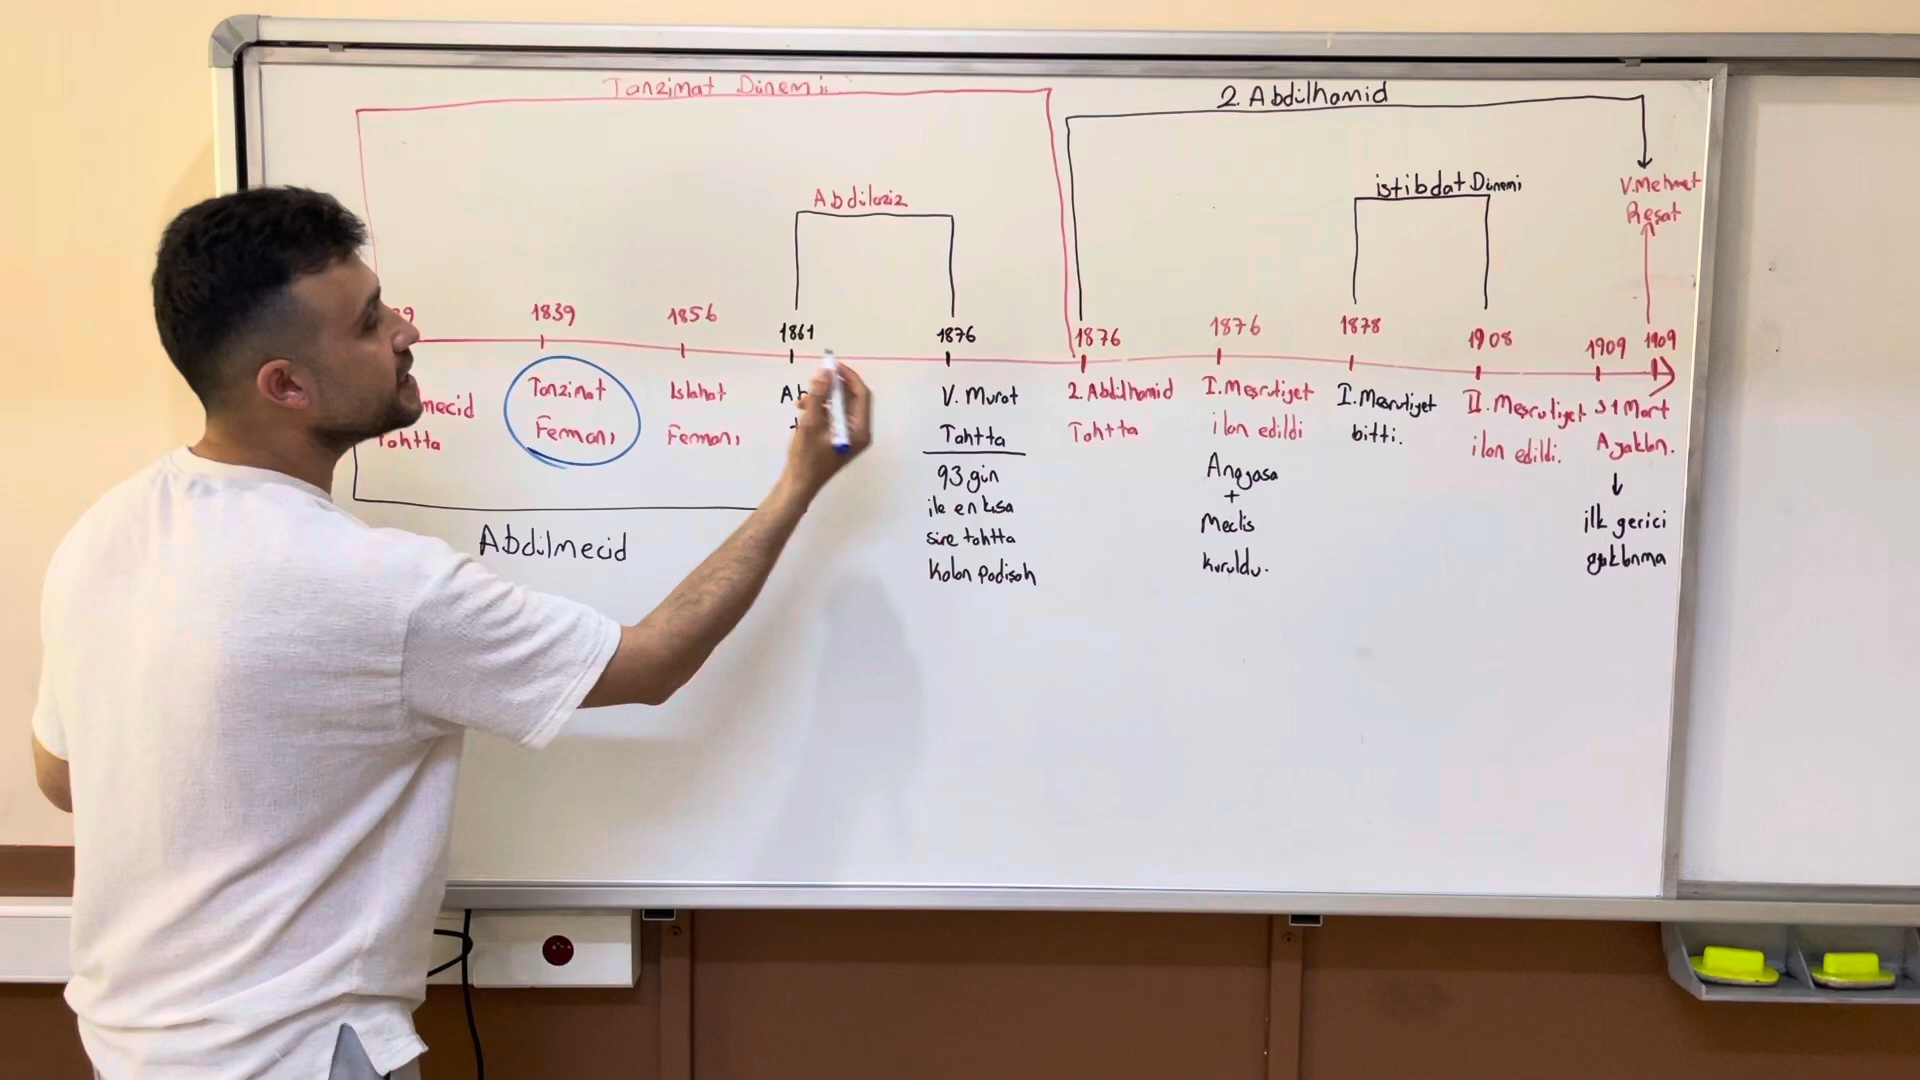 Tanzimat Dönemi
2. Abdülhamid
istibdat Dönemi
V. Mehmet
Reşat
Abdülaziz
1839
1856
1861
1876
1876
1876
1878
1908
1909
1909
Tahtta
Tanzimat
Fermanı
Islahat
Fermanı
V. Murat
Tahtta
93 gün
ile en kısa
süre tahtta
kalan padişah
2. Abdülhamid
Tahtta
I. Meşrutiyet
ilan edildi
Anayasa
+
Meclis
kuruldu.
I. Meşrutiyet
bitti.
II. Meşrutiyet
ilan edildi.
31 Mart
Ayaklan.
ilk gerici
ayaklanma
Abdülmecid